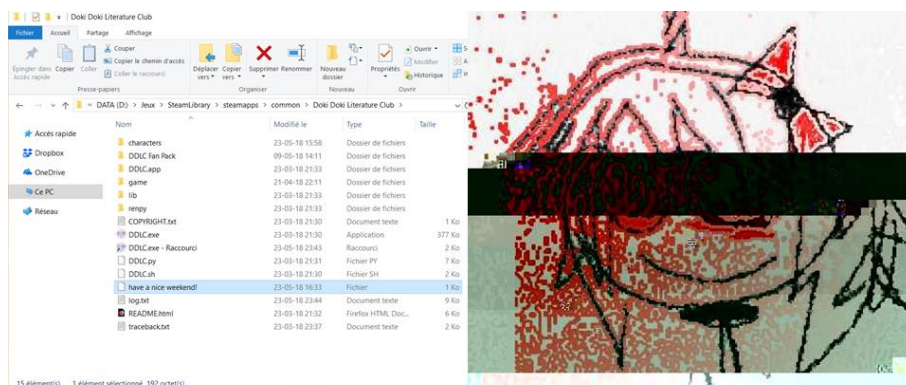 Doki Doki Literature Club
Fichier Accueil Partage Affichage
Épingler dans Accès rapide
Copier
Coller
Couper
Copier le chemin d'accès
Coller le raccourci
Déplacer vers
Copier vers
Supprimer
Renommer
Nouveau dossier
Propriétés
Ouvrir
Modifier
Historique
Presse-papiers Organiser Nouveau Ouvrir
DATA (D:) > Jeux > SteamLibrary > steamapps > common > Doki Doki Literature Club >
Accès rapide
Dropbox
OneDrive
Ce PC
Réseau
Nom Modifié le Type Taille
characters 23-05-18 15:58 Dossier de fichiers
DDLC Fan Pack 09-05-18 14:11 Dossier de fichiers
DDLC.app 23-03-18 21:33 Dossier de fichiers
game 21-04-18 22:11 Dossier de fichiers
lib 23-03-18 21:33 Dossier de fichiers
renpy 23-03-18 21:33 Dossier de fichiers
COPYRIGHT.txt 23-03-18 21:30 Document texte 1 Ko
DDLC.exe 23-03-18 21:30 Application 377 Ko
DDLC.exe - Raccourci 23-05-18 23:43 Raccourci 2 Ko
DDLC.py 23-03-18 21:31 Fichier PY 7 Ko
DDLC.sh 23-03-18 21:30 Fichier SH 2 Ko
have a nice weekend! 23-05-18 16:33 Fichier 1 Ko
log.txt 23-05-18 23:44 Document texte 9 Ko
README.html 23-03-18 21:32 Firefox HTML Doc... 6 Ko
traceback.txt 23-03-18 23:37 Document texte 2 Ko
15 élément(s) 1 élément sélectionné 192 octet(s)